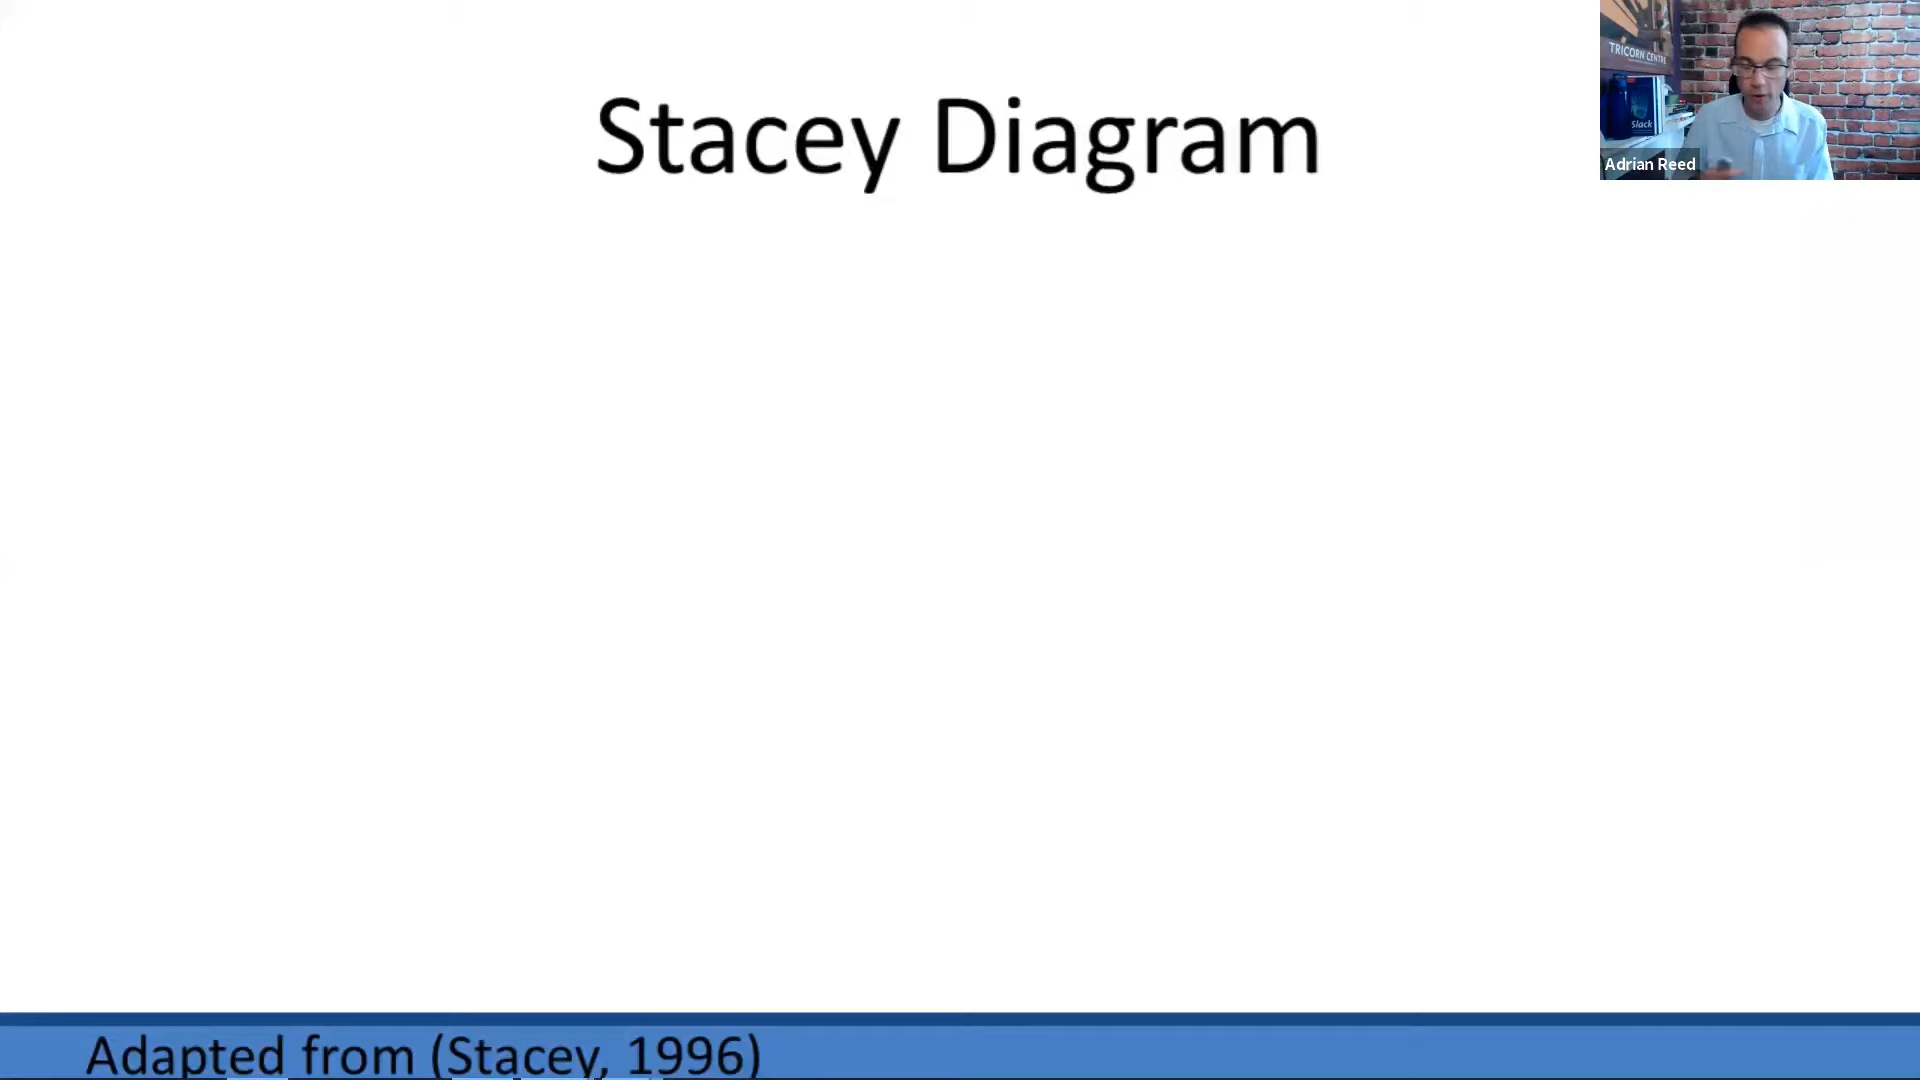 Stacey Diagram
TRICORN CENTRE
Slack
Adrian Reed
Adapted from (Stacey, 1996)